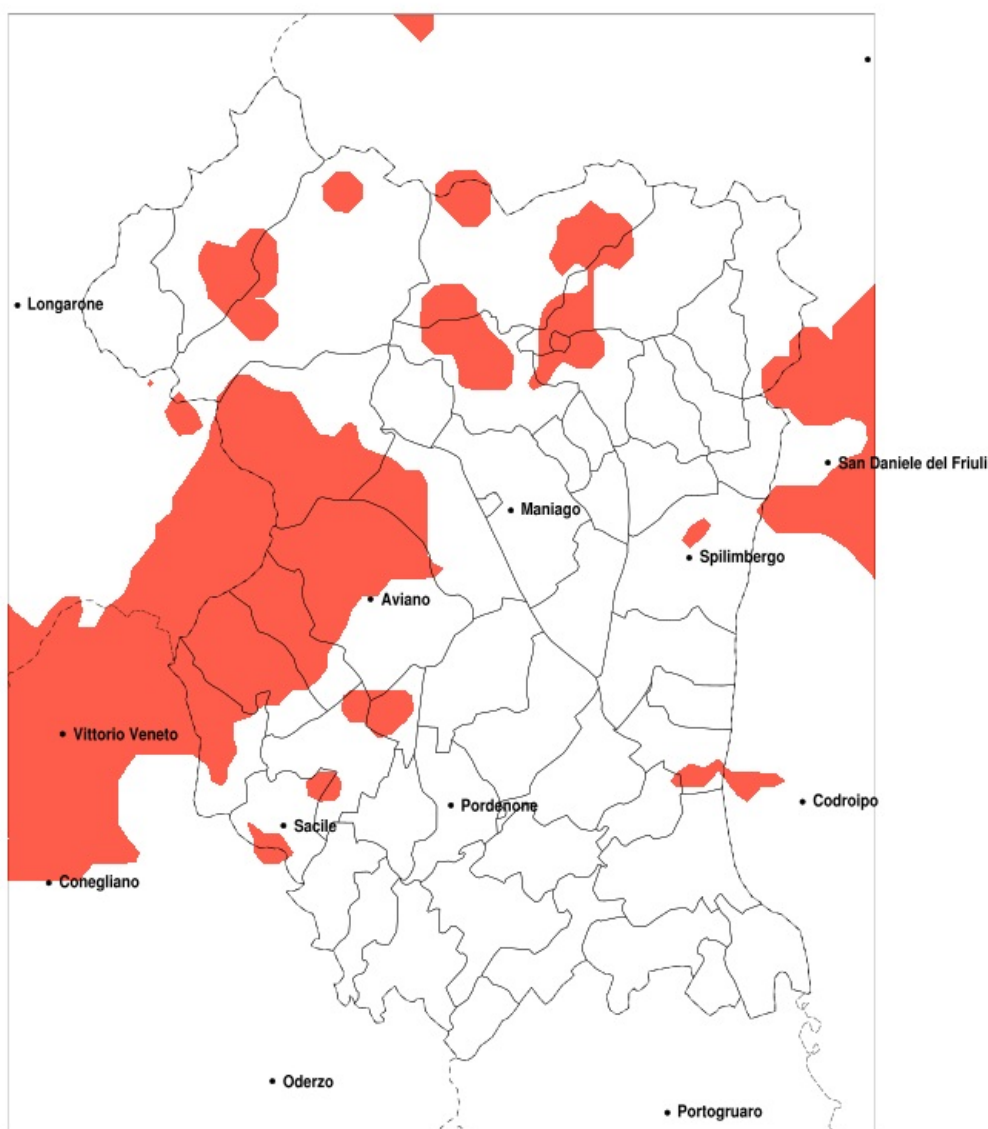 Longarone
San Daniele del Friuli
Maniago
Spilimbergo
Aviano
Vittorio Veneto
Codroipo
Pordenone
Sacile
Conegliano
Oderzo
Portogruaro